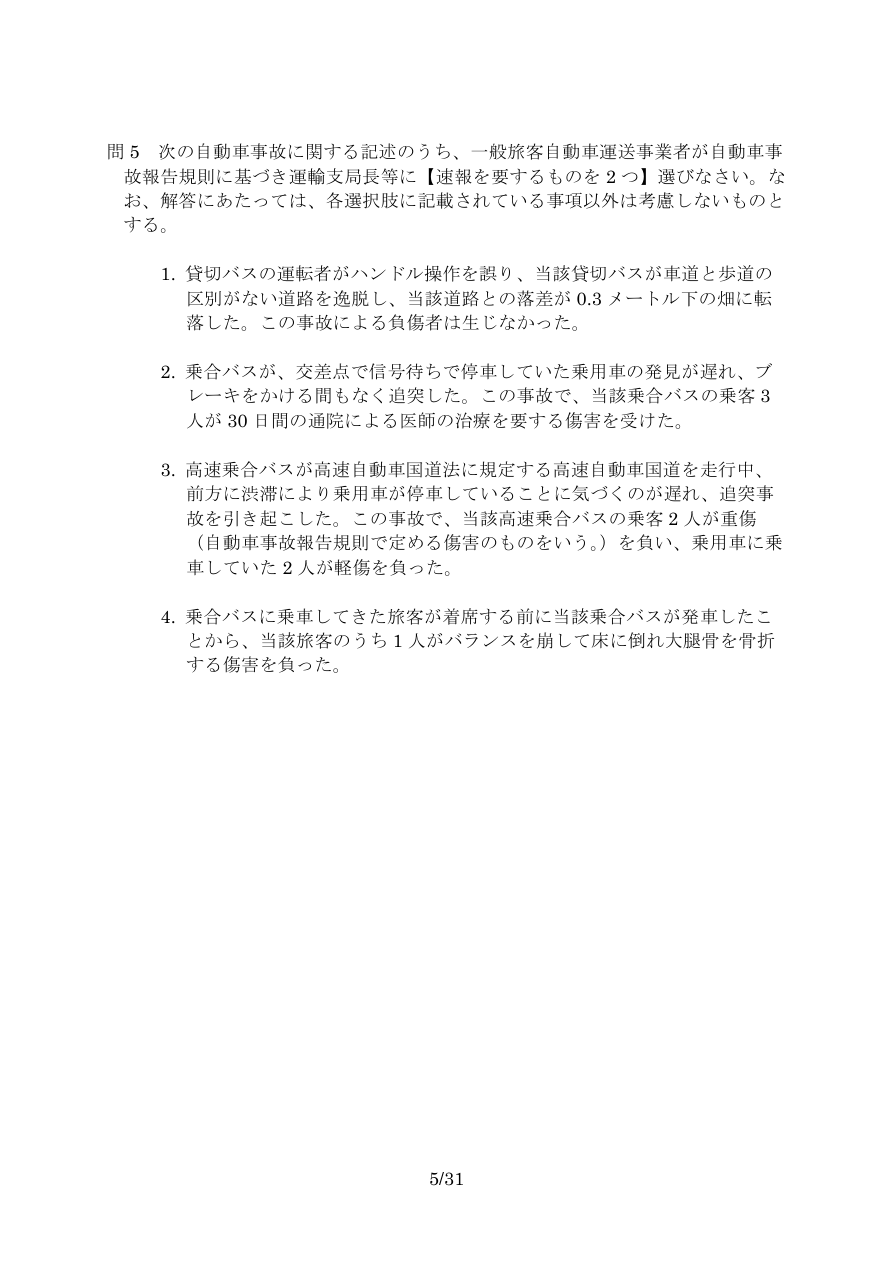 問 5　次の自動車事故に関する記述のうち、一般旅客自動車運送事業者が自動車事
故報告規則に基づき運輸支局長等に【速報を要するものを 2 つ】選びなさい。な
お、解答にあたっては、各選択肢に記載されている事項以外は考慮しないものと
する。
1. 貸切バスの運転者がハンドル操作を誤り、当該貸切バスが車道と歩道の
区別がない道路を逸脱し、当該道路との落差が 0.3 メートル下の畑に転
落した。この事故による負傷者は生じなかった。
2. 乗合バスが、交差点で信号待ちで停車していた乗用車の発見が遅れ、ブ
レーキをかける間もなく追突した。この事故で、当該乗合バスの乗客 3
人が 30 日間の通院による医師の治療を要する傷害を受けた。
3. 高速乗合バスが高速自動車国道法に規定する高速自動車国道を走行中、
前方に渋滞により乗用車が停車していることに気づくのが遅れ、追突事
故を引き起こした。この事故で、当該高速乗合バスの乗客 2 人が重傷
（自動車事故報告規則で定める傷害のものをいう。）を負い、乗用車に乗
車していた 2 人が軽傷を負った。
4. 乗合バスに乗車してきた旅客が着席する前に当該乗合バスが発車したこ
とから、当該旅客のうち 1 人がバランスを崩して床に倒れ大腿骨を骨折
する傷害を負った。
5/31